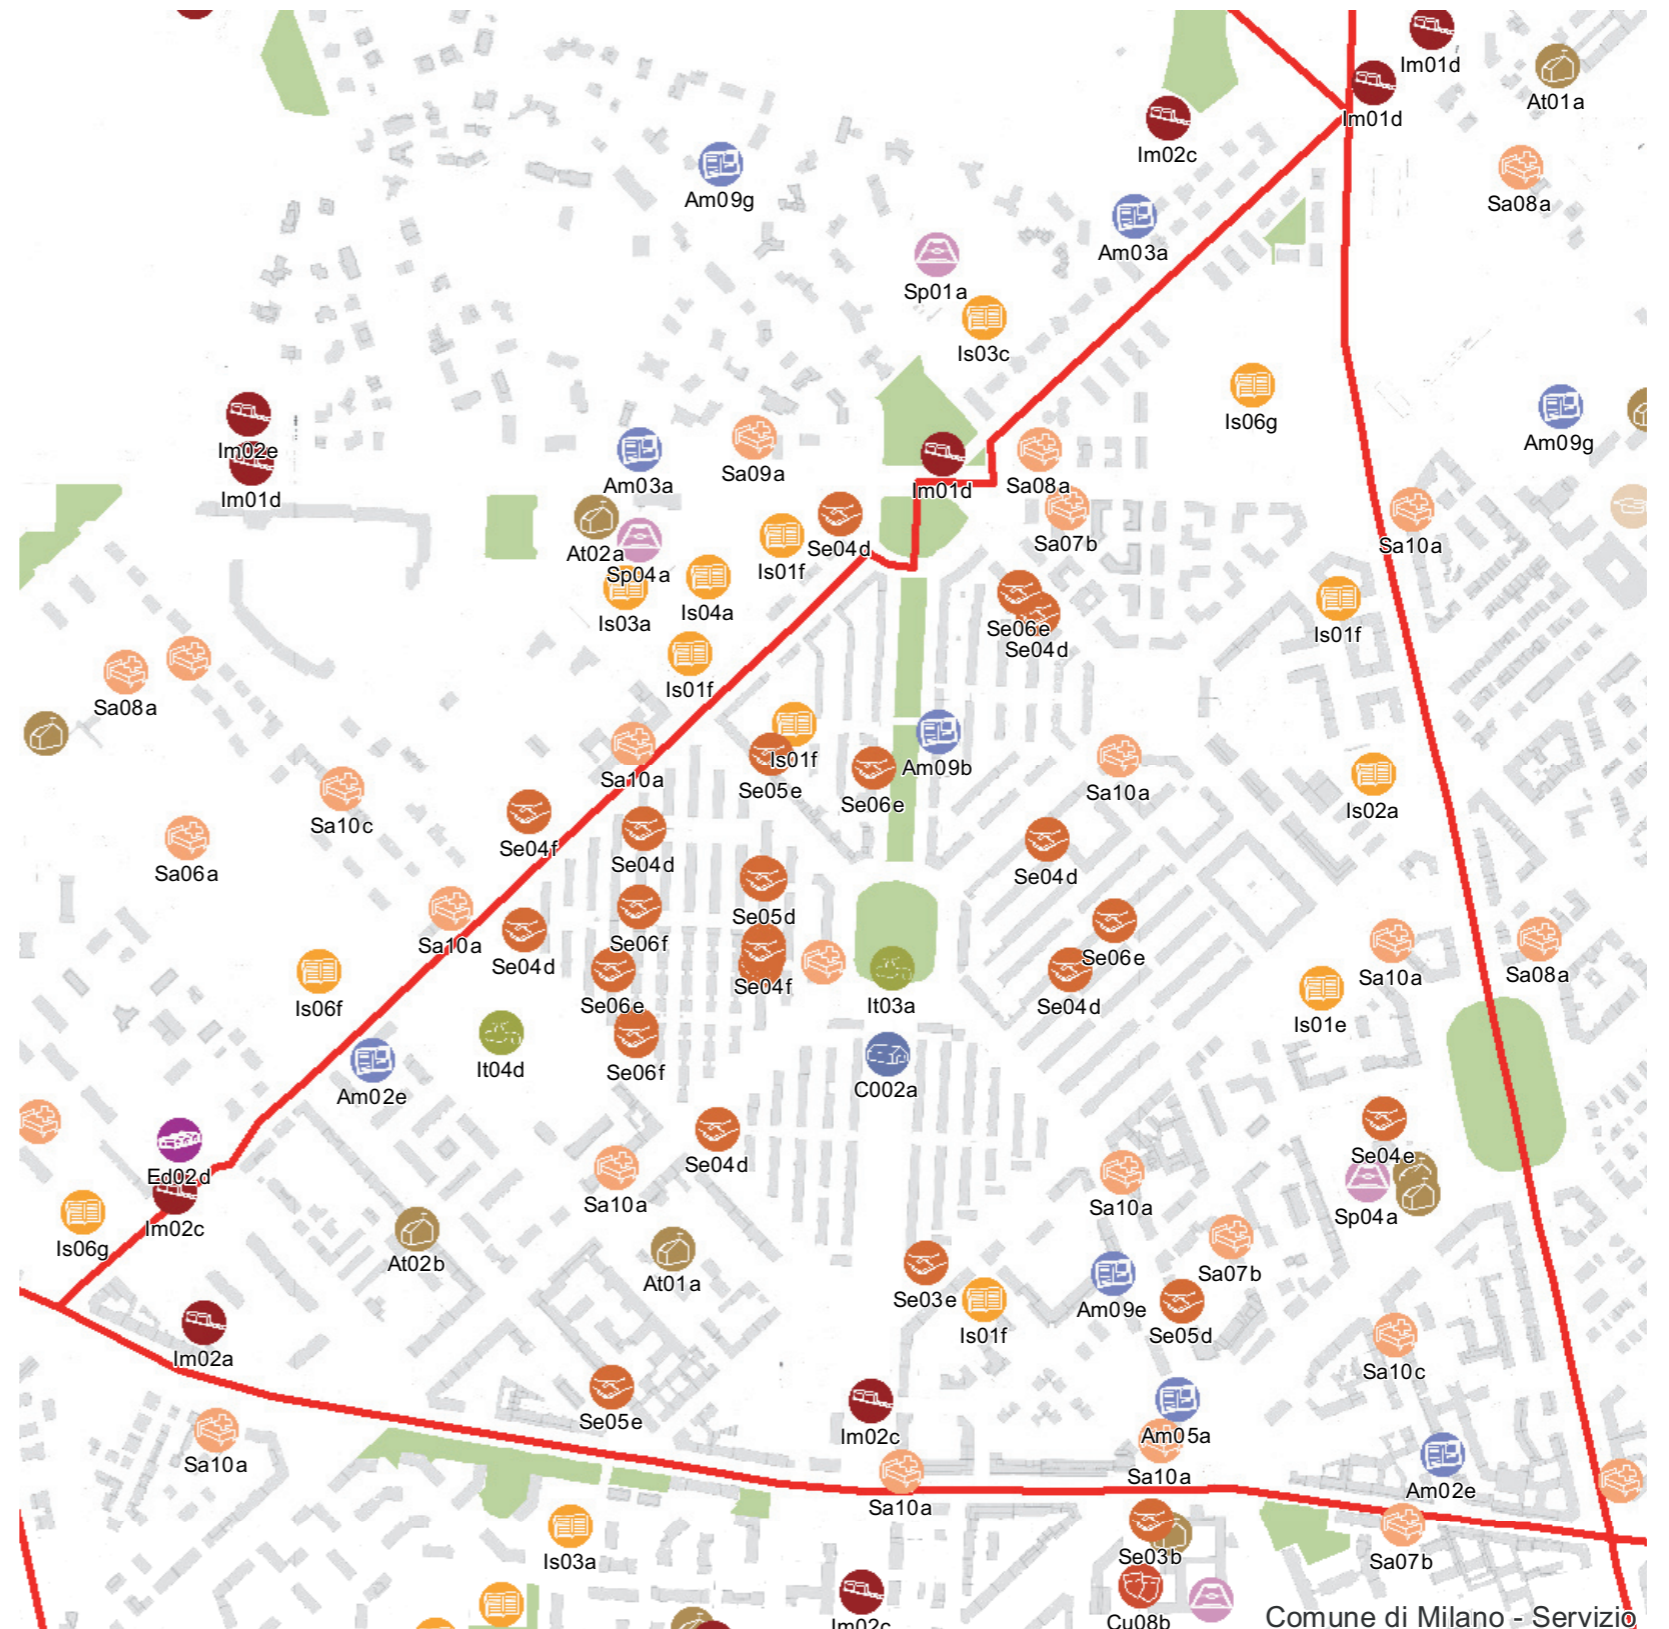 Im01d
At01a
Im01d
Im02c
Am09g
Sa08a
Am03a
Sp01a
Is03c
Is06g
Am09g
Im02e
Im01d
Am03a
Sa09a
Im01d
Sa08a
At02a
Se04d
Sa07b
Sa10a
Sp04a
Is01f
Is03a
Is04a
Se06e
Se04d
Is01f
Is01f
Sa08a
Sa10a
Is01f
Am09b
Se05e
Se06e
Sa10a
Is02a
Sa10c
Se04f
Se04d
Sa06a
Se04d
Se05d
Sa10a
Se06f
Se04d
Se06e
Sa10a
Sa08a
Se04f
Is06f
Se06e
It03a
Se04d
Is01e
It04d
Se06f
C002a
Am02e
Se04d
Se04e
Ed02d
Im02c
Sa10a
Sa10a
Sp04a
Is06g
At02b
At01a
Sa07b
Se03e
Am09e
Is01f
Se05d
Im02a
Sa10c
Se05e
Im02c
Am05a
Sa10a
Sa10a
Am02e
Sa10a
Is03a
Se03b
Sa07b
Im02c
Cu08b
Comune di Milano - Servizio